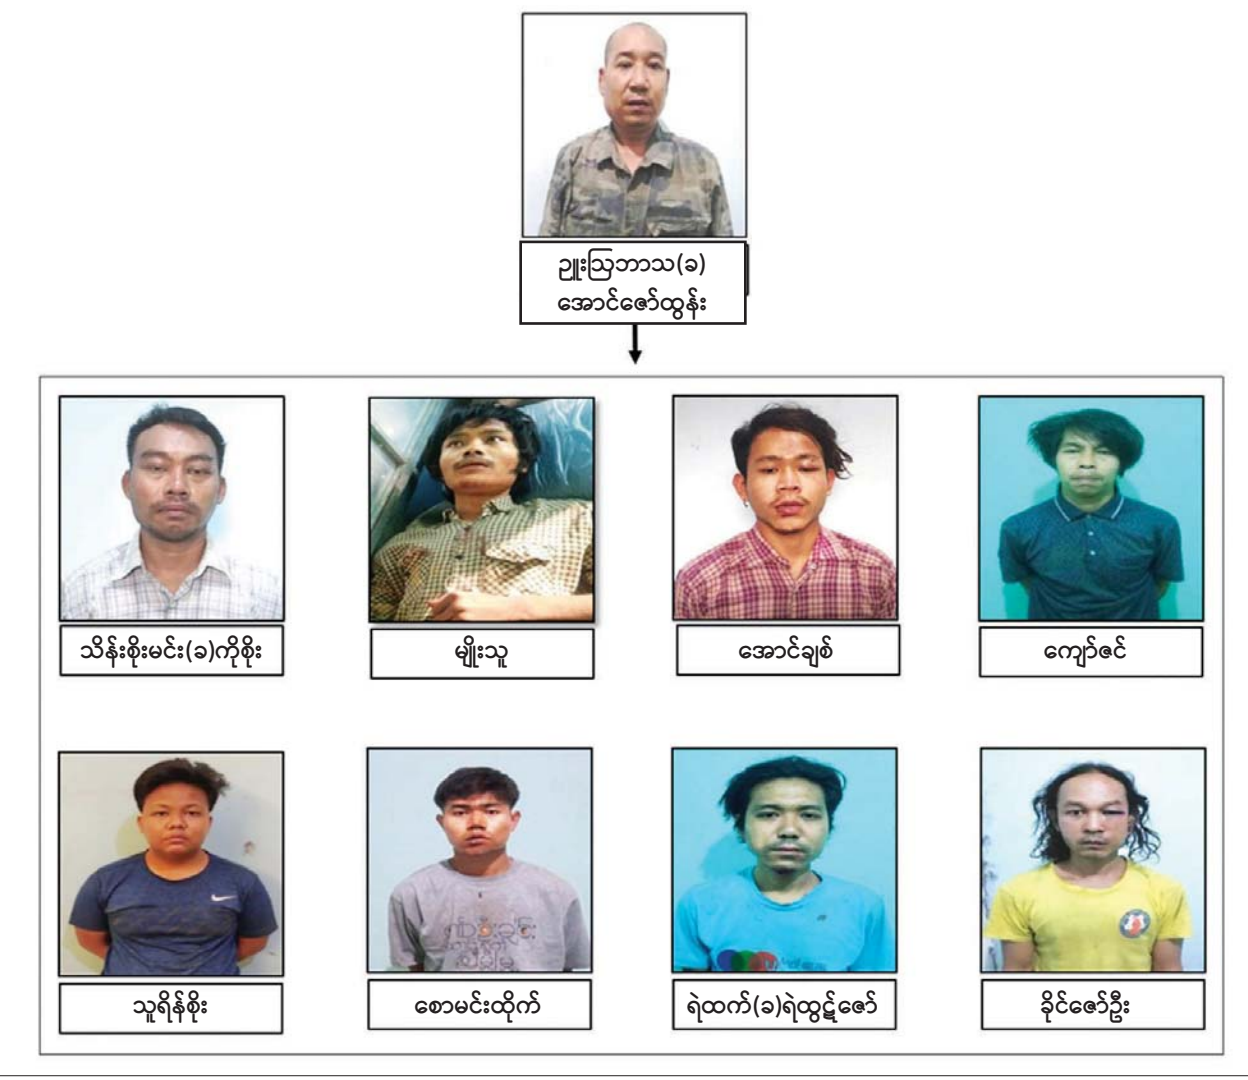 ဥူးဩဘာသ(ခ)
အောင်ဇော်ထွန်း
သိန်းစိုးမင်း(ခ)ကိုစိုး
မျိုးသူ
အောင်ချစ်
ကျော်ဇင်
သူရိန်စိုး
စောမင်းထိုက်
ရဲထက်(ခ)ရဲထွဋ်ဇော်
ခိုင်ဇော်ဦး